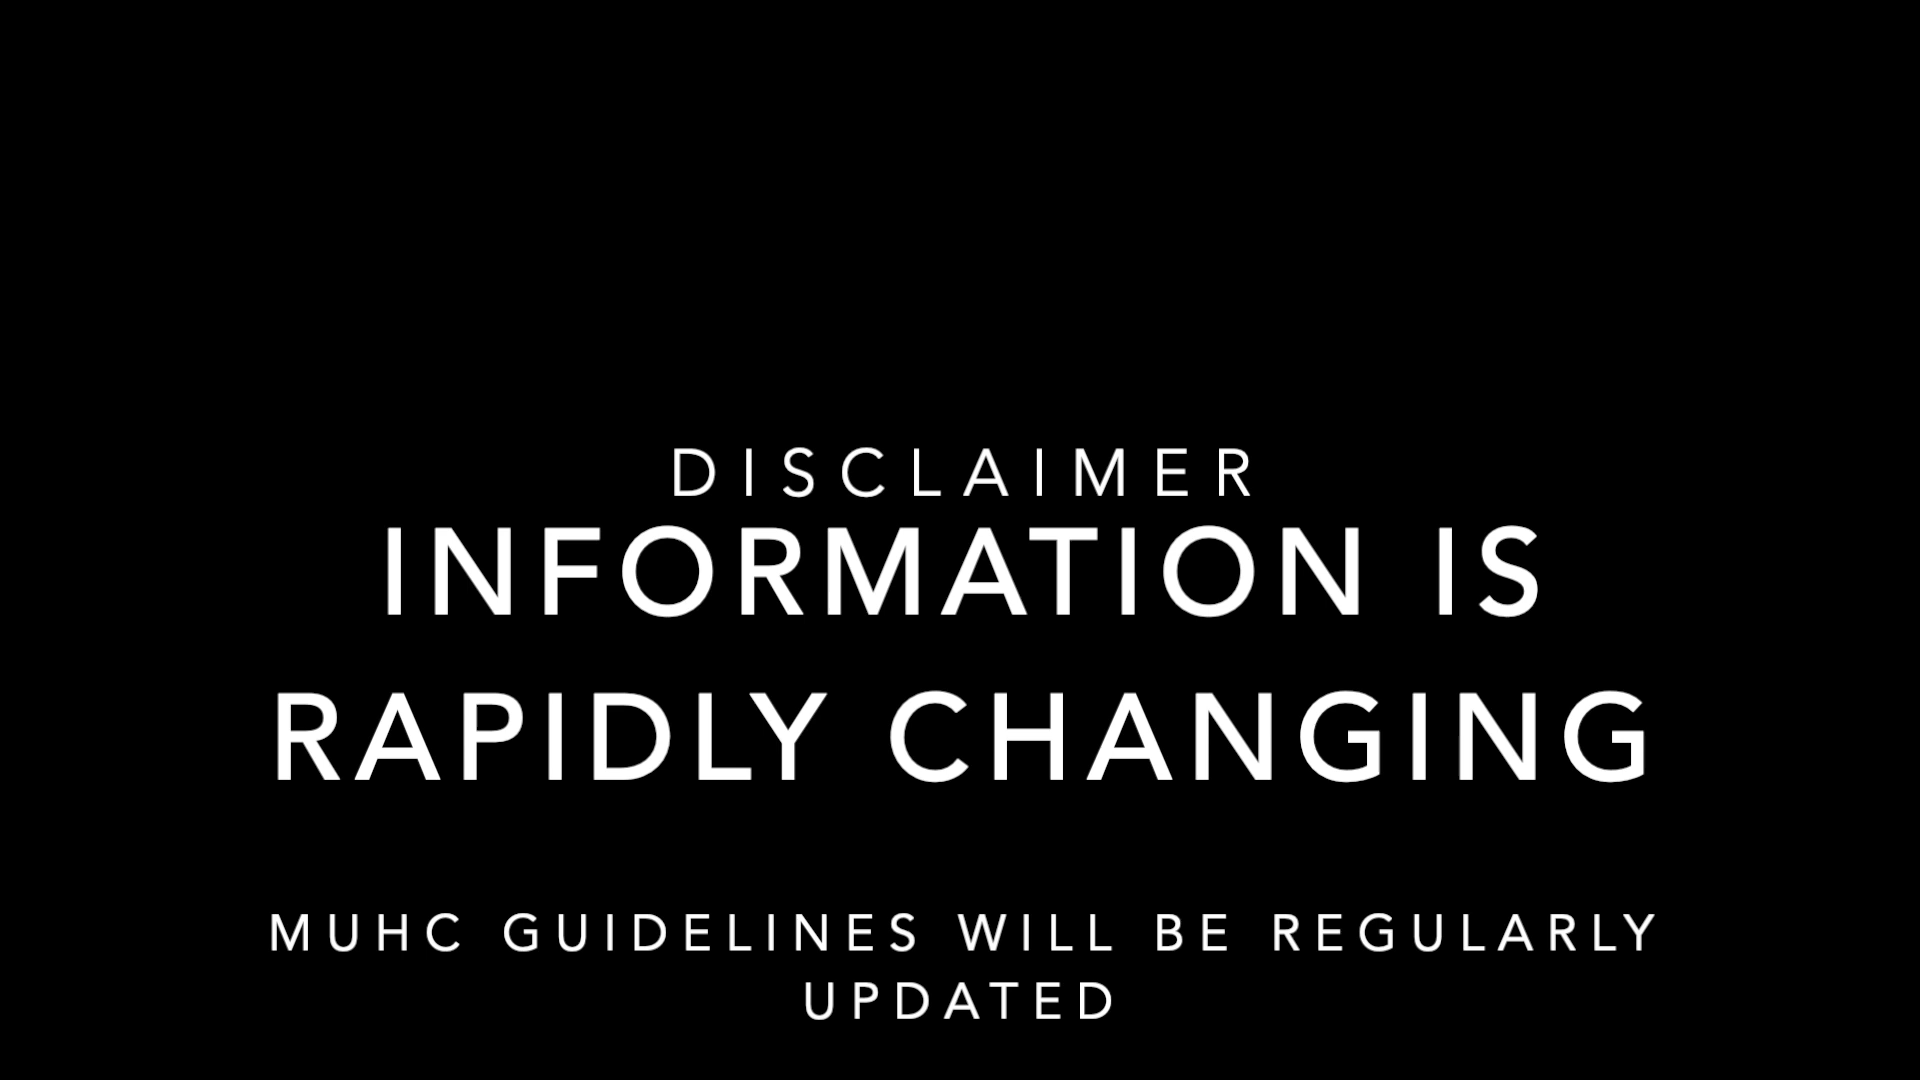 DISCLAIMER
INFORMATION IS
RAPIDLY CHANGING
MUHC GUIDELINES WILL BE REGULARLY
UPDATED